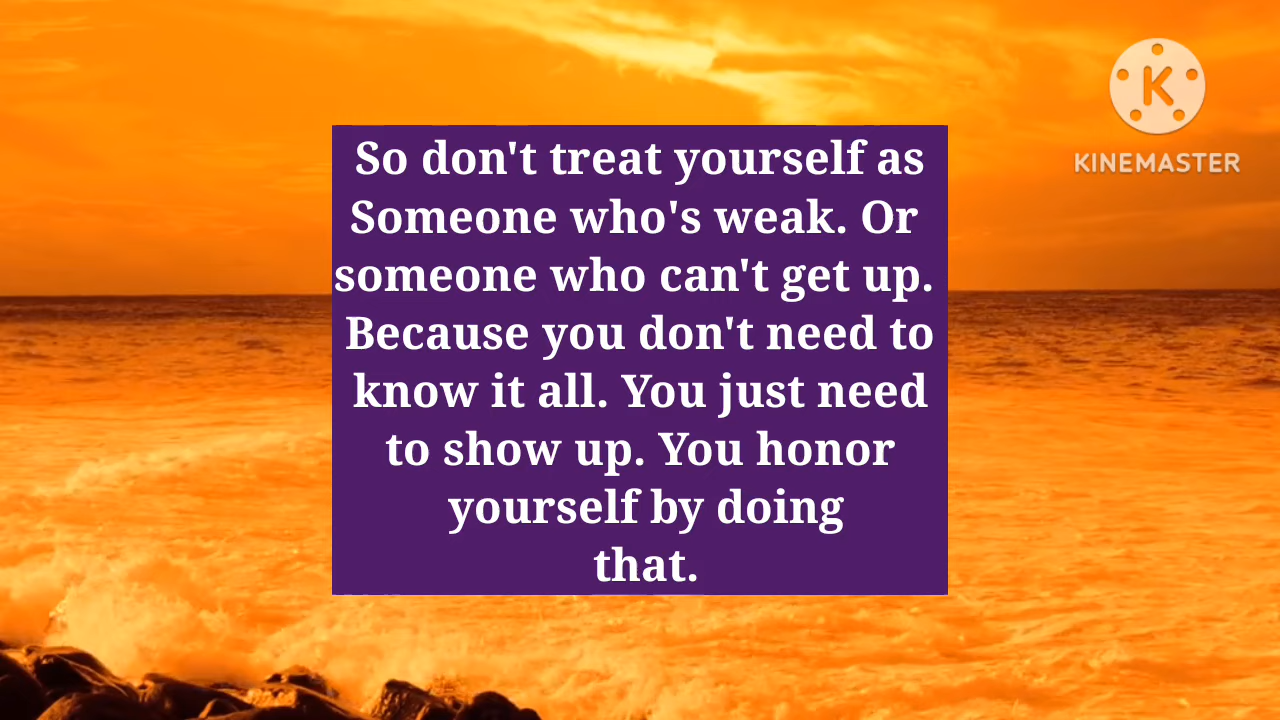 So don't treat yourself as
Someone who's weak. Or
someone who can't get up.
Because you don't need to
know it all. You just need
to show up. You honor
yourself by doing
that.
K
KINEMASTER